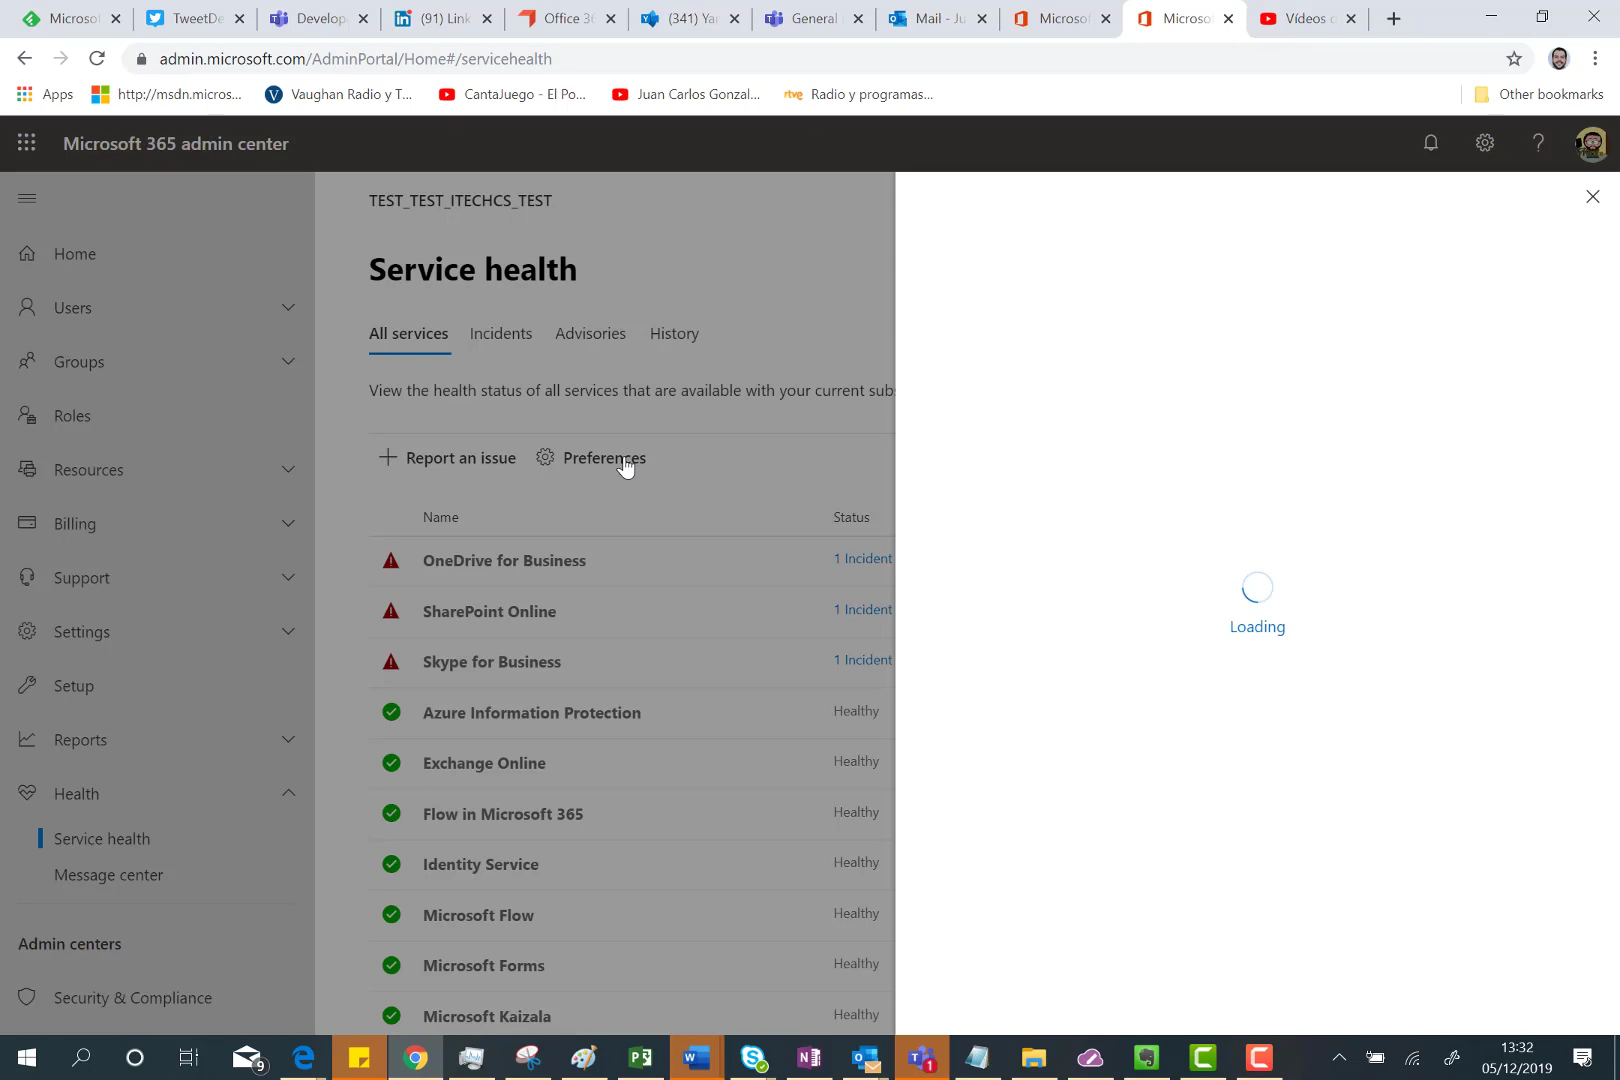 Microso
TweetDe
Develop
(91) Link
Office 36
(341) Ya
General
Mail - Ju
Microso
Microso
Vídeos
admin.microsoft.com/AdminPortal/Home#/servicehealth
Apps
http://msdn.micros...
Vaughan Radio y T...
CantaJuego - El Po...
Juan Carlos Gonzal...
rtve Radio y programas...
Other bookmarks
Microsoft 365 admin center
TEST_TEST_ITECHCS_TEST
Home
Service health
Users
All services
Incidents
Advisories
History
Groups
View the health status of all services that are available with your current sub
Roles
Report an issue
Preferences
Resources
Name
Status
Billing
OneDrive for Business
1 Incident
Support
SharePoint Online
1 Incident
Loading
Settings
Skype for Business
1 Incident
Setup
Azure Information Protection
Healthy
Reports
Exchange Online
Healthy
Health
Flow in Microsoft 365
Healthy
Service health
Identity Service
Healthy
Message center
Microsoft Flow
Healthy
Admin centers
Microsoft Forms
Healthy
Security & Compliance
Microsoft Kaizala
Healthy
9
1
13:32
05/12/2019